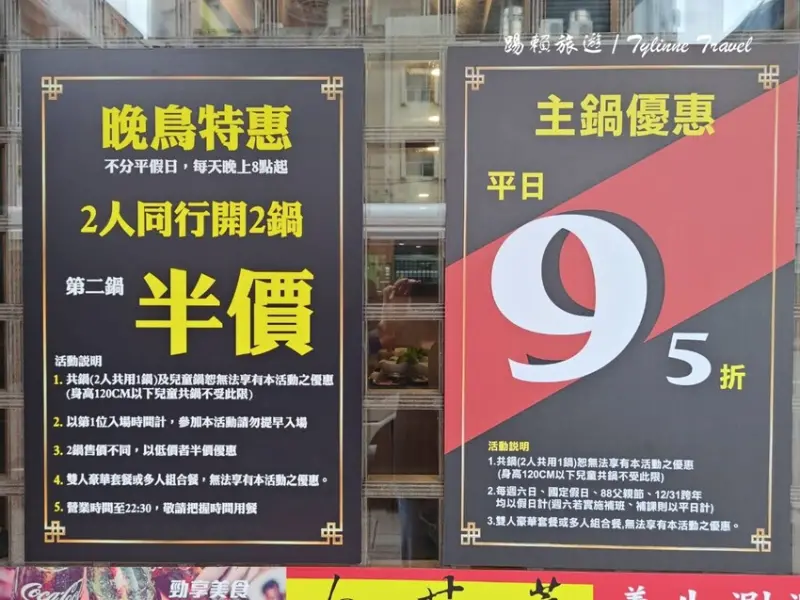 踢賴旅遊 / Tylinne Travel
晚鳥特惠
不分平假日，每天晚上8點起
2人同行開2鍋
第二鍋
半價
活動說明
1. 共鍋(2人共用1鍋)及兒童鍋恕無法享有本活動之優惠
(身高120CM以下兒童共鍋不受此限)
2. 以第1位入場時間計，參加本活動請勿提早入場
3. 2鍋售價不同，以低價者半價優惠
4. 雙人豪華套餐或多人組合餐，無法享有本活動之優惠。
5. 營業時間至22:30，敬請把握時間用餐
主鍋優惠
平日
9
5折
活動說明
1.共鍋(2人共用1鍋)恕無法享有本活動之優惠
(身高120CM以下兒童共鍋不受此限)
2.每週六日、國定假日、88父親節、12/31跨年
均以假日計(週六若實施補班、補課則以平日計)
3.雙人豪華套餐或多人組合餐,無法享有本活動之優惠。
Coca-Cola
勁享美食